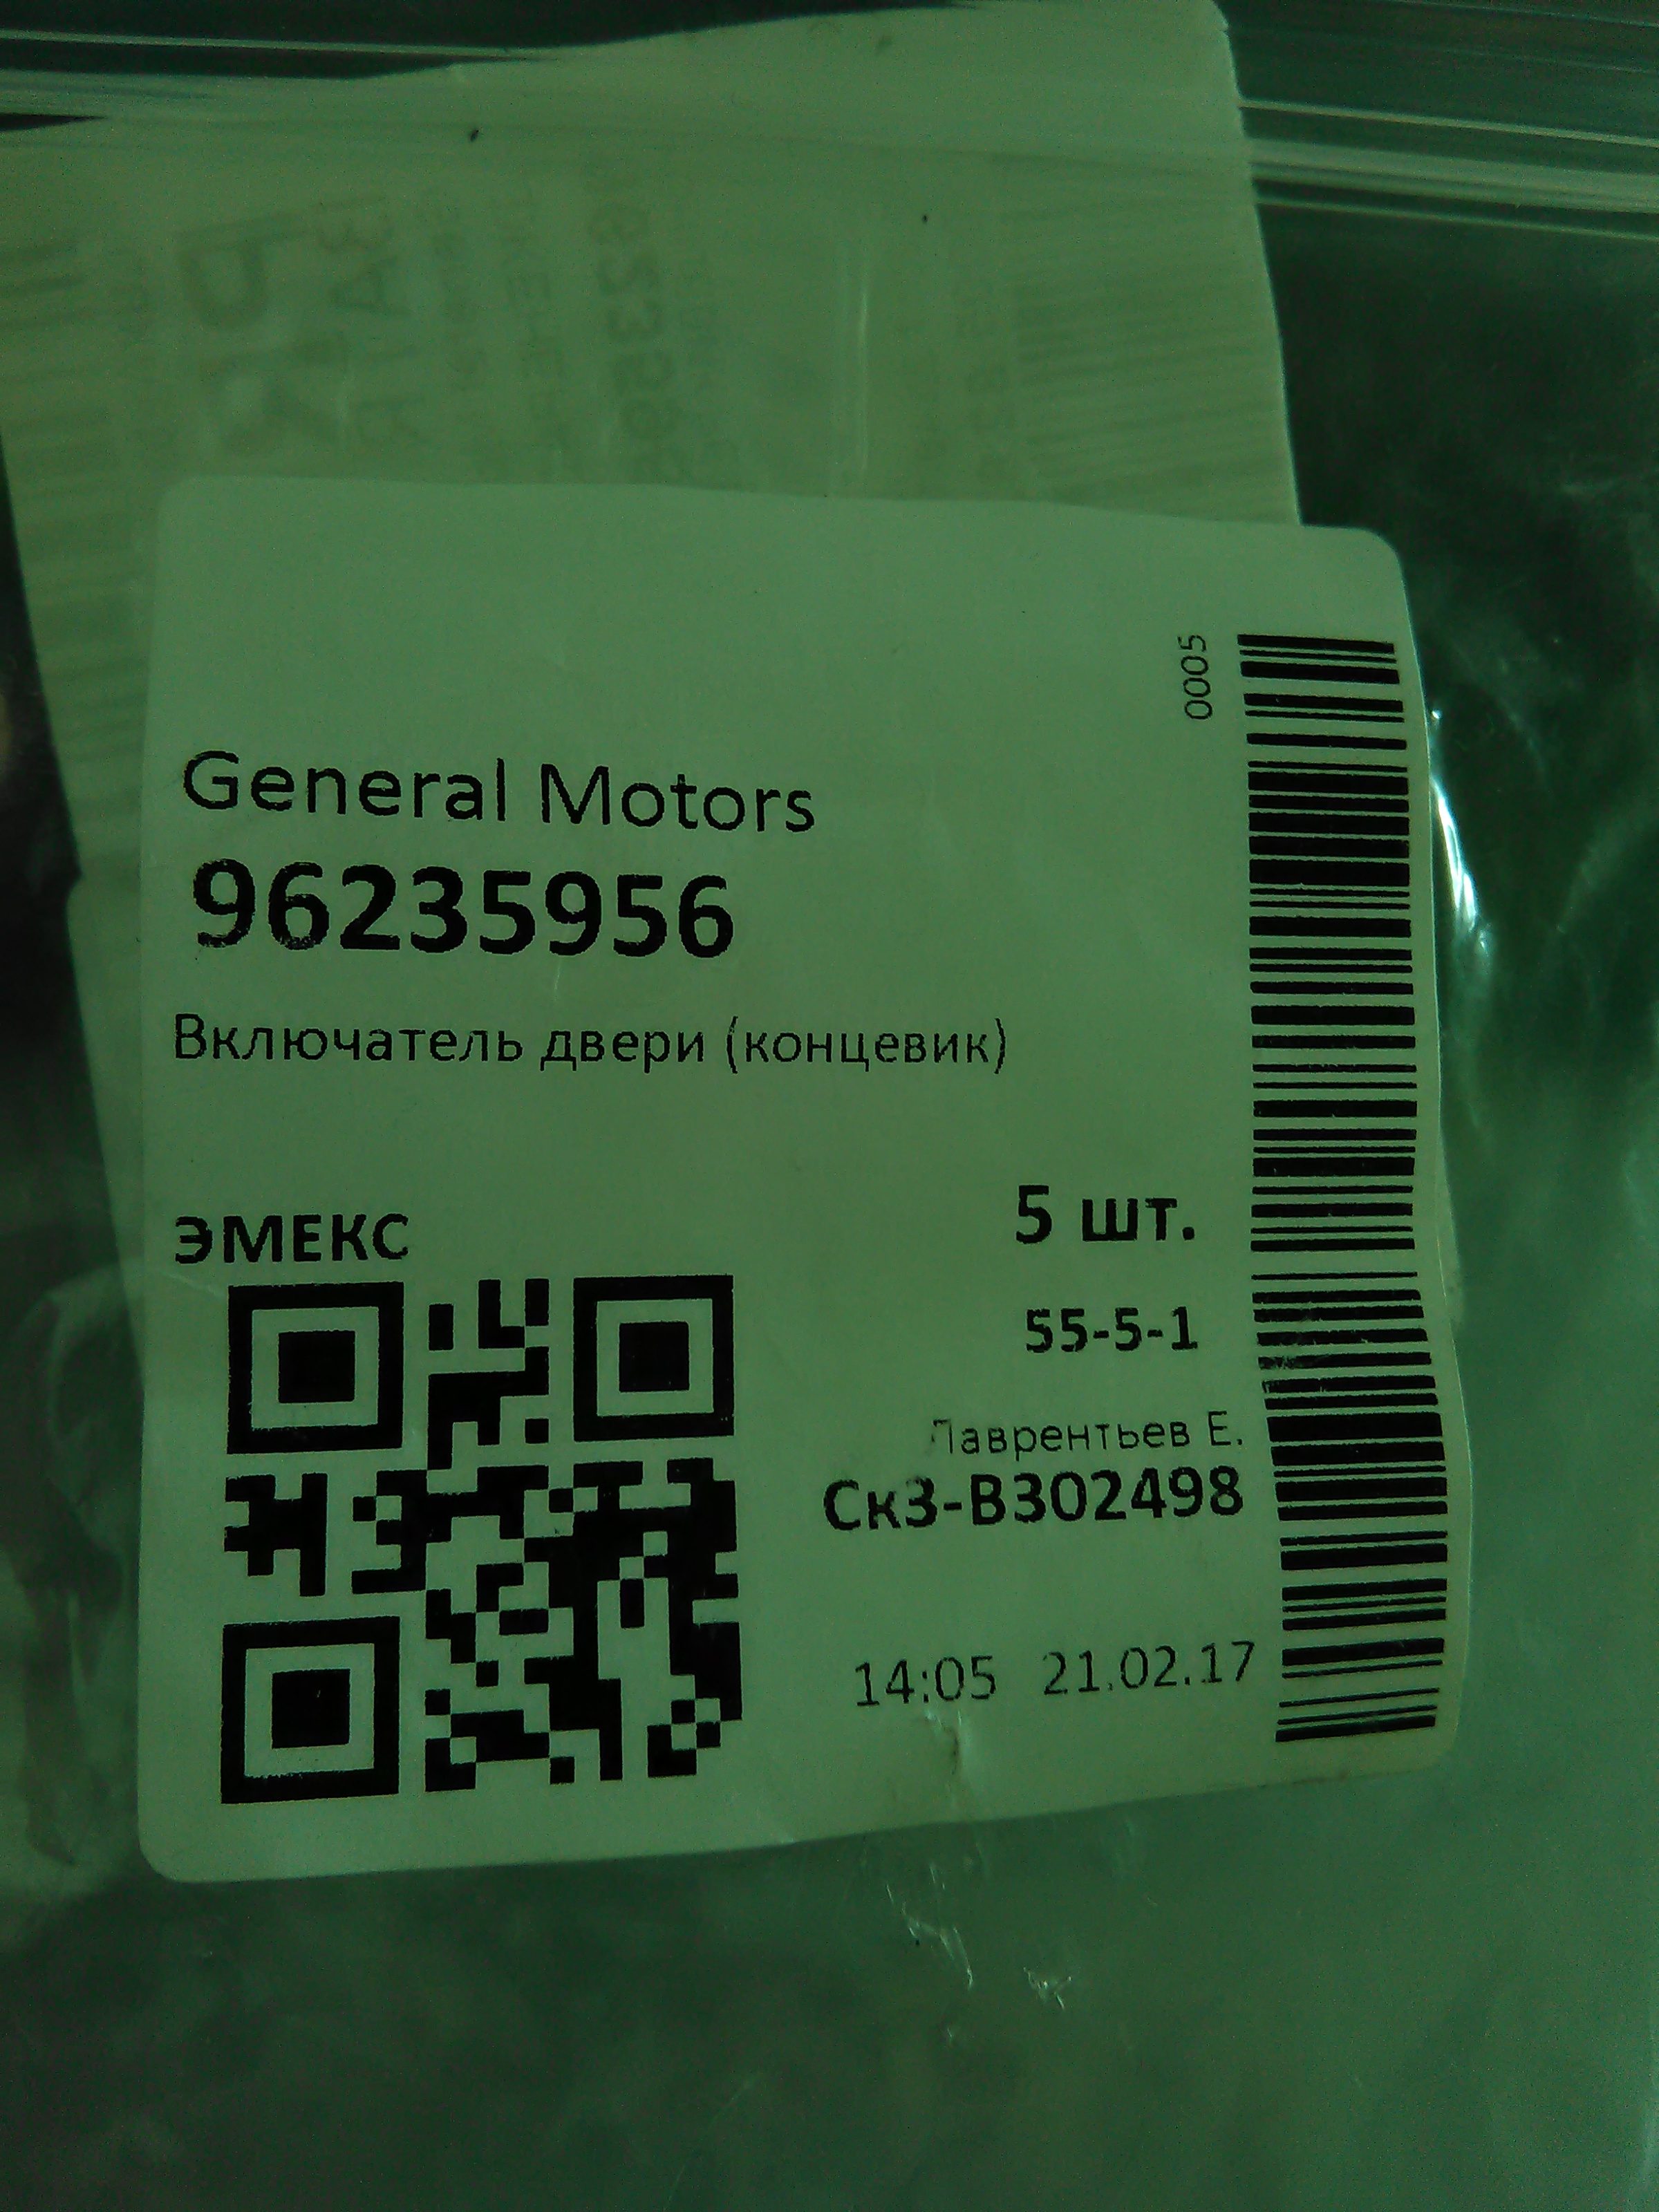 0005
General Motors
96235956
Включатель двери (концевик)
5 шт.
ЭМЕКС
55-5-1
Лаврентьев Е.
Ск3-В302498
14:05 21.02.17